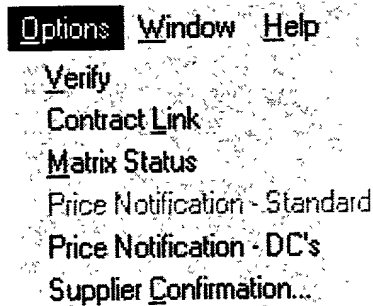 Options Window Help
Verify
Contract Link
Matrix Status
Price Notification - Standard
Price Notification - DC's
Supplier Confirmation...